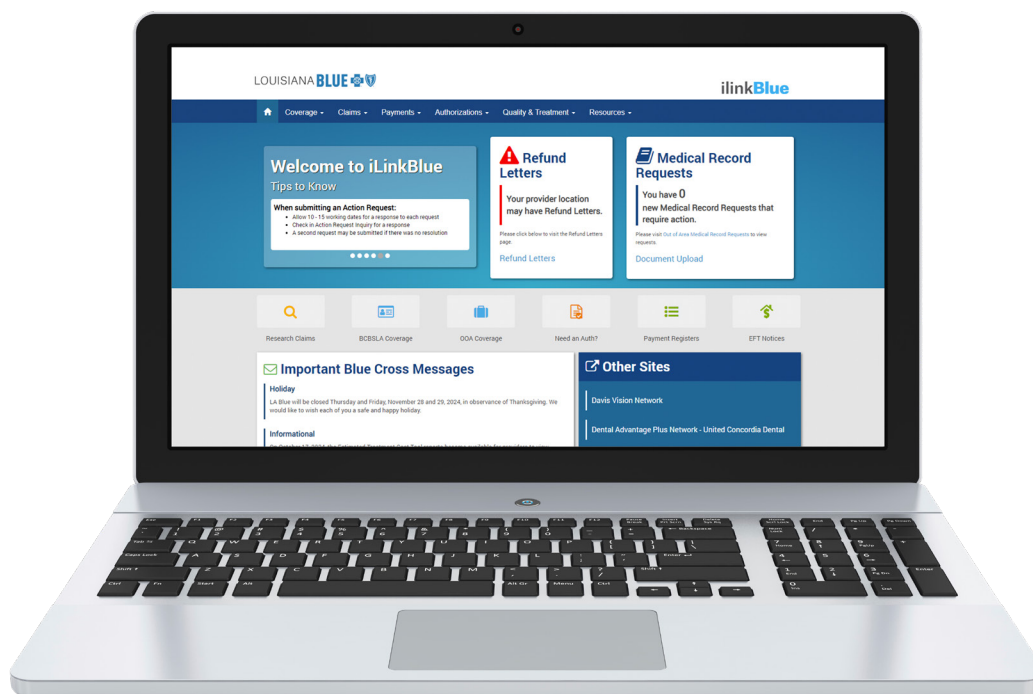 LOUISIANA BLUE
ilinkBlue
Coverage
Claims
Payments
Authorizations
Quality & Treatment
Resources
Welcome to iLinkBlue
Tips to Know
When submitting an Action Request:
Allow 10 - 15 working dates for a response to each request
Check in Action Request Inquiry for a response
A second request may be submitted if there was no resolution
Refund
Letters
Your provider location
may have Refund Letters.
Please click below to visit the Refund Letters
page.
Refund Letters
Medical Record
Requests
You have 0
new Medical Record Requests that
require action.
Please visit Out of Area Medical Record Requests to view
requests.
Document Upload
Research Claims
BCBSLA Coverage
OOA Coverage
Need an Auth?
Payment Registers
EFT Notices
Important Blue Cross Messages
Holiday
LA Blue will be closed Thursday and Friday, November 28 and 29, 2024, in observance of Thanksgiving. We
would like to wish each of you a safe and happy holiday.
Informational
Other Sites
Davis Vision Network
Dental Advantage Plus Network - United Concordia Dental